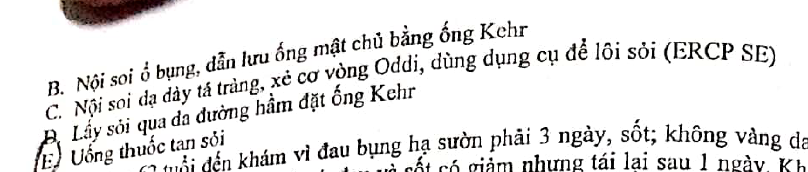 B. Nội soi ổ bụng, dẫn lưu ống mật chủ bằng ống Kehr
C. Nội soi dạ dày tá tràng, xẻ cơ vòng Oddi, dùng dụng cụ để lôi sỏi (ERCP SE)
D. Lấy sỏi qua da đường hầm đặt ống Kehr
E. Uống thuốc tan sỏi
tuổi đến khám vì đau bụng hạ sườn phải 3 ngày, sốt; không vàng da
sốt có giảm nhưng tái lại sau 1 ngày. Kh